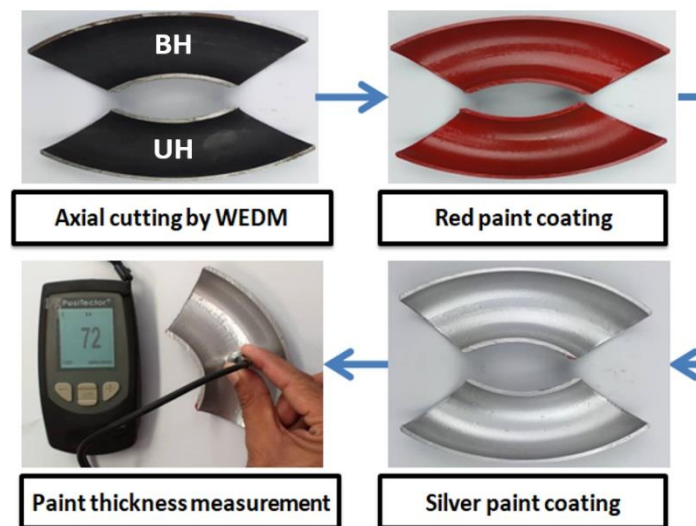 BH
UH
Axial cutting by WEDM
Red paint coating
PosiTector®
72
Paint thickness measurement
Silver paint coating